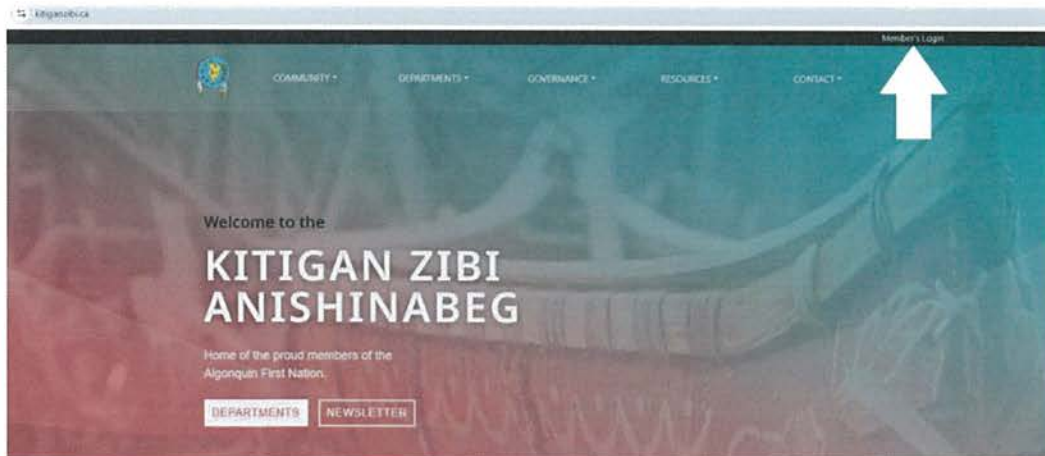 kitiganzibi.ca
Member's Login
COMMUNITY
DEPARTMENTS
GOVERNANCE
RESOURCES
CONTACT
Welcome to the
KITIGAN ZIBI
ANISHINABEG
Home of the proud members of the
Algonquin First Nation.
DEPARTMENTS
NEWSLETTER